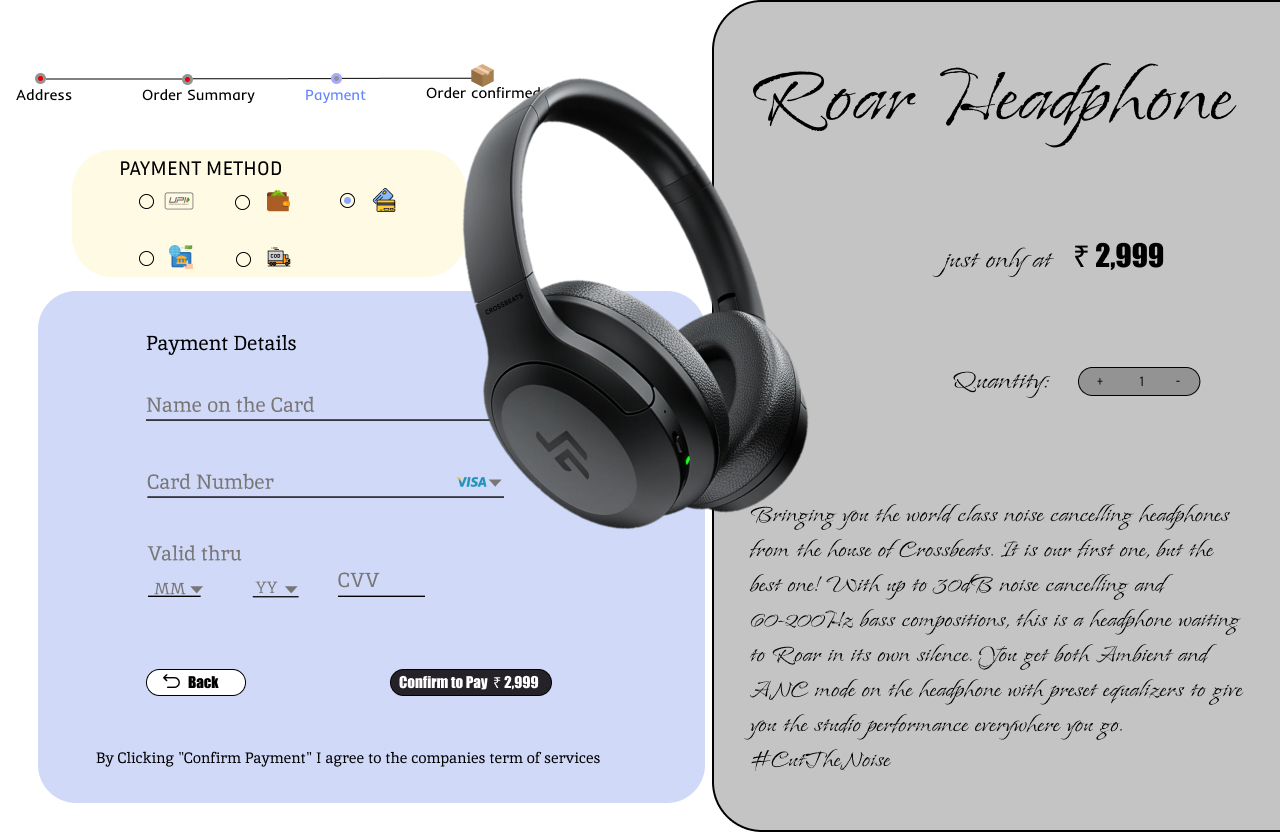 Address
Order Summary
Payment
Order confirmed
PAYMENT METHOD
UPI
COD
Payment Details
Name on the Card
Card Number
VISA
Valid thru
MM
YY
CVV
Back
Confirm to Pay ₹ 2,999
By Clicking "Confirm Payment" I agree to the companies term of services
CROSSBEATS
Roar Headphone
just only at ₹ 2,999
Quantity: + 1 -
Bringing you the world class noise cancelling headphones
from the house of Crossbeats. It is our first one, but the
best one! With up to 30dB noise cancelling and
60-200Hz bass compositions, this is a headphone waiting
to Roar in its own silence. You get both Ambient and
ANC mode on the headphone with preset equalizers to give
you the studio performance everywhere you go.
#CutTheNoise